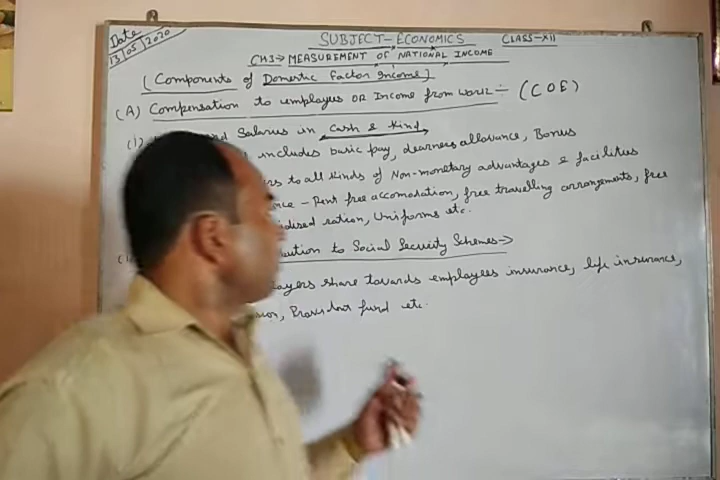 Date
13/05/2020
SUBJECT-ECONOMICS CLASS-XII
CH3→ MEASUREMENT OF NATIONAL INCOME
(Components of Domestic Factor Income)
(A) Compensation to employees OR Income from work:- (COE)
(i) and Salaries in Cash & Kind
includes basic pay, dearness allowance, Bonus
to all kinds of Non-monetary advantages & facilities
Rent free accomodation, free travelling arrangements, free
ration, Uniforms etc.
to Social Security Schemes→
share towards employees insurance, life insurance,
fund etc.